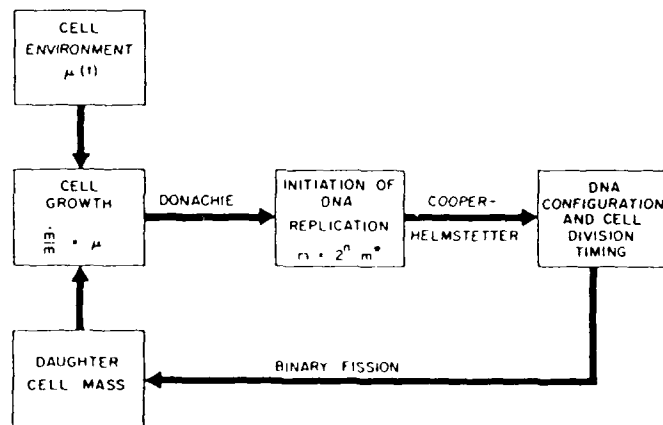 CELL
ENVIRONMENT
μ(t)
CELL
GROWTH
ṁ/m = μ
DONACHIE
INITIATION OF
DNA
REPLICATION
m = 2ⁿ m*
COOPER-
HELMSTETTER
DNA
CONFIGURATION
AND CELL
DIVISION
TIMING
DAUGHTER
CELL MASS
BINARY FISSION